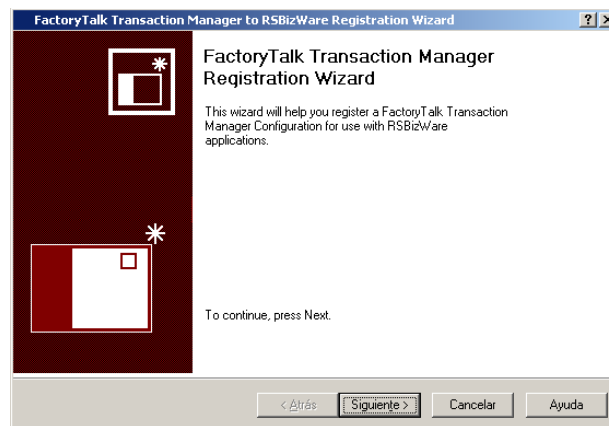 FactoryTalk Transaction Manager to RSBizWare Registration Wizard
FactoryTalk Transaction Manager
Registration Wizard
This wizard will help you register a FactoryTalk Transaction
Manager Configuration for use with RSBizWare
applications.
To continue, press Next.
< Atrás Siguiente > Cancelar Ayuda